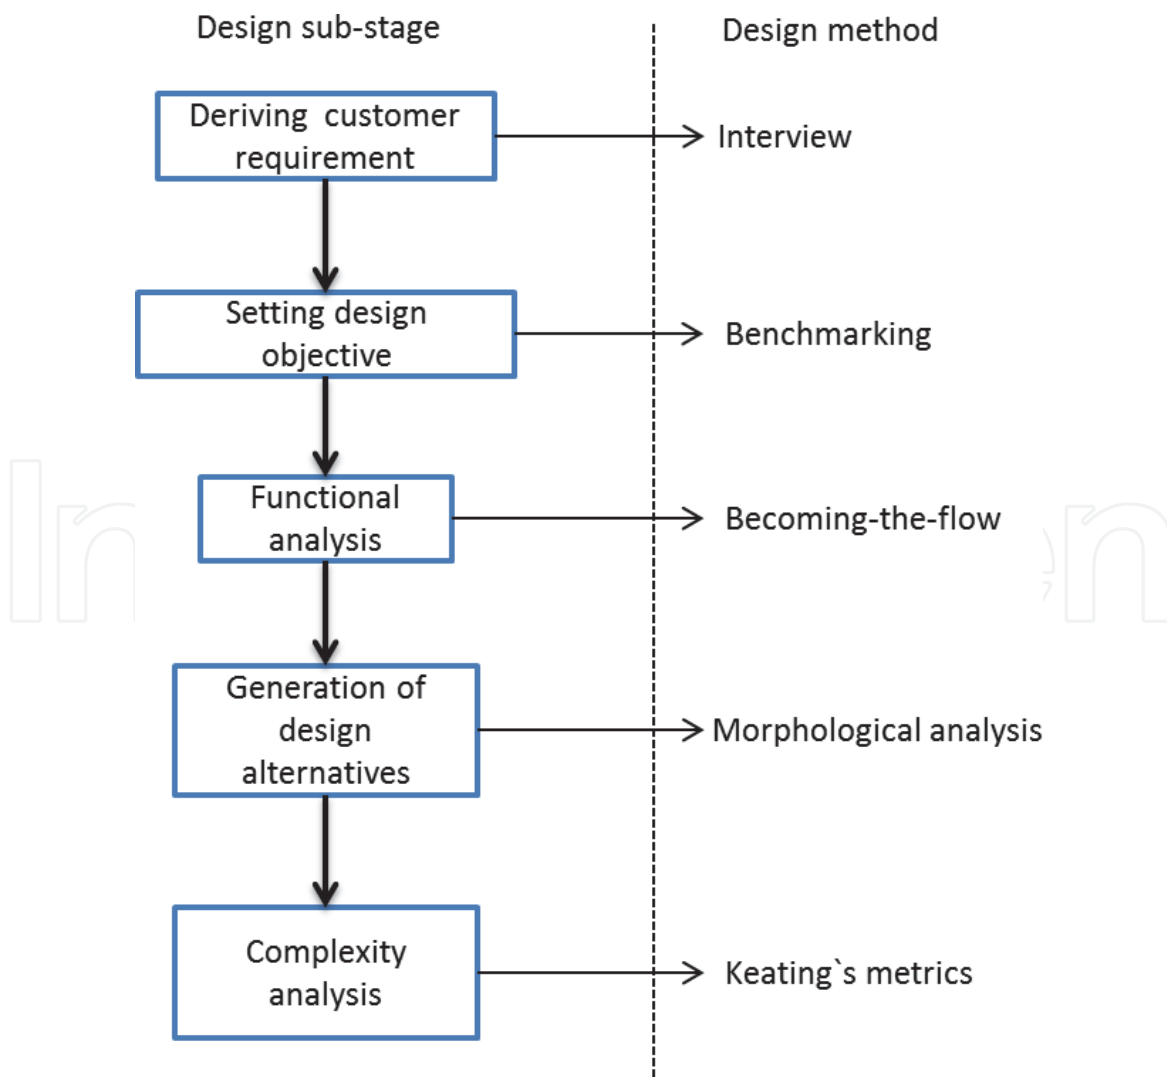 Design sub-stage
Design method
Deriving customer
requirement
Interview
Setting design
objective
Benchmarking
Functional
analysis
Becoming-the-flow
Generation of
design
alternatives
Morphological analysis
Complexity
analysis
Keating`s metrics